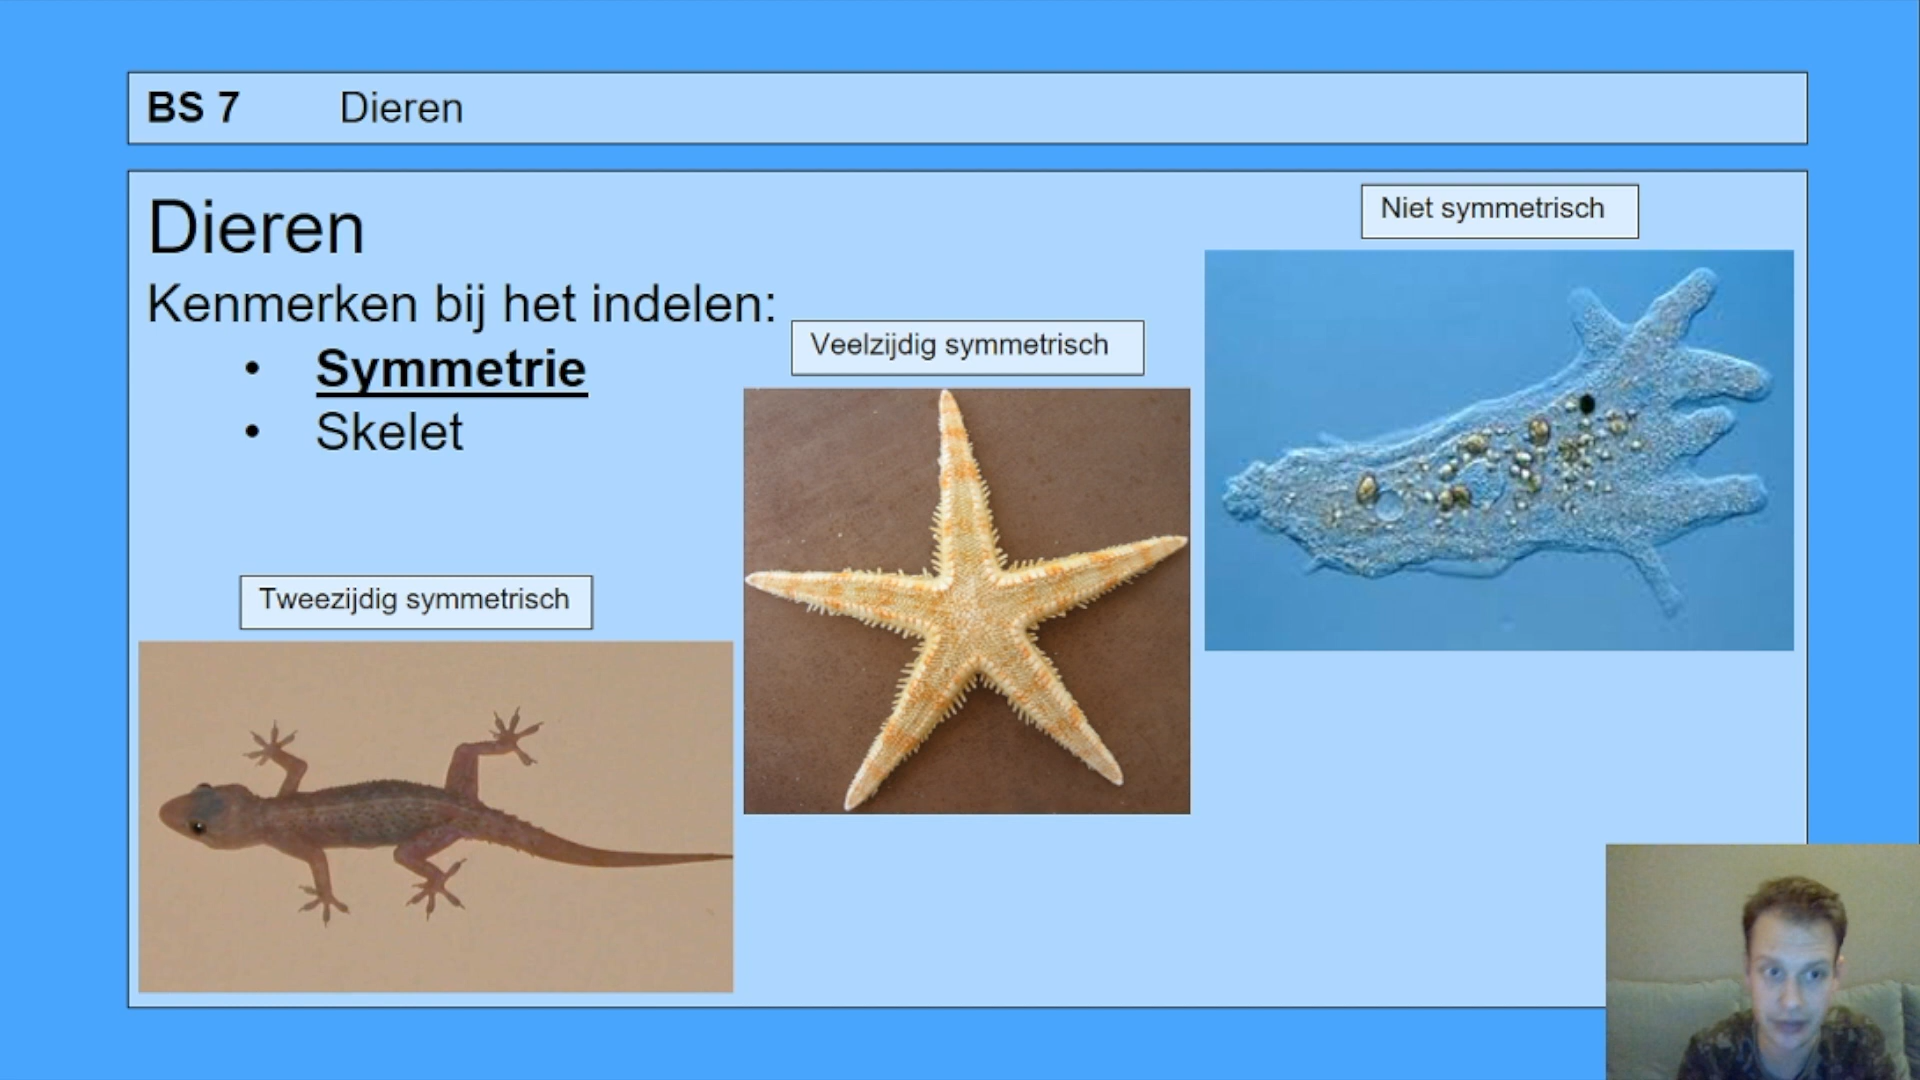 BS 7 Dieren
Dieren
Kenmerken bij het indelen:
• Symmetrie
• Skelet
Tweezijdig symmetrisch
Veelzijdig symmetrisch
Niet symmetrisch